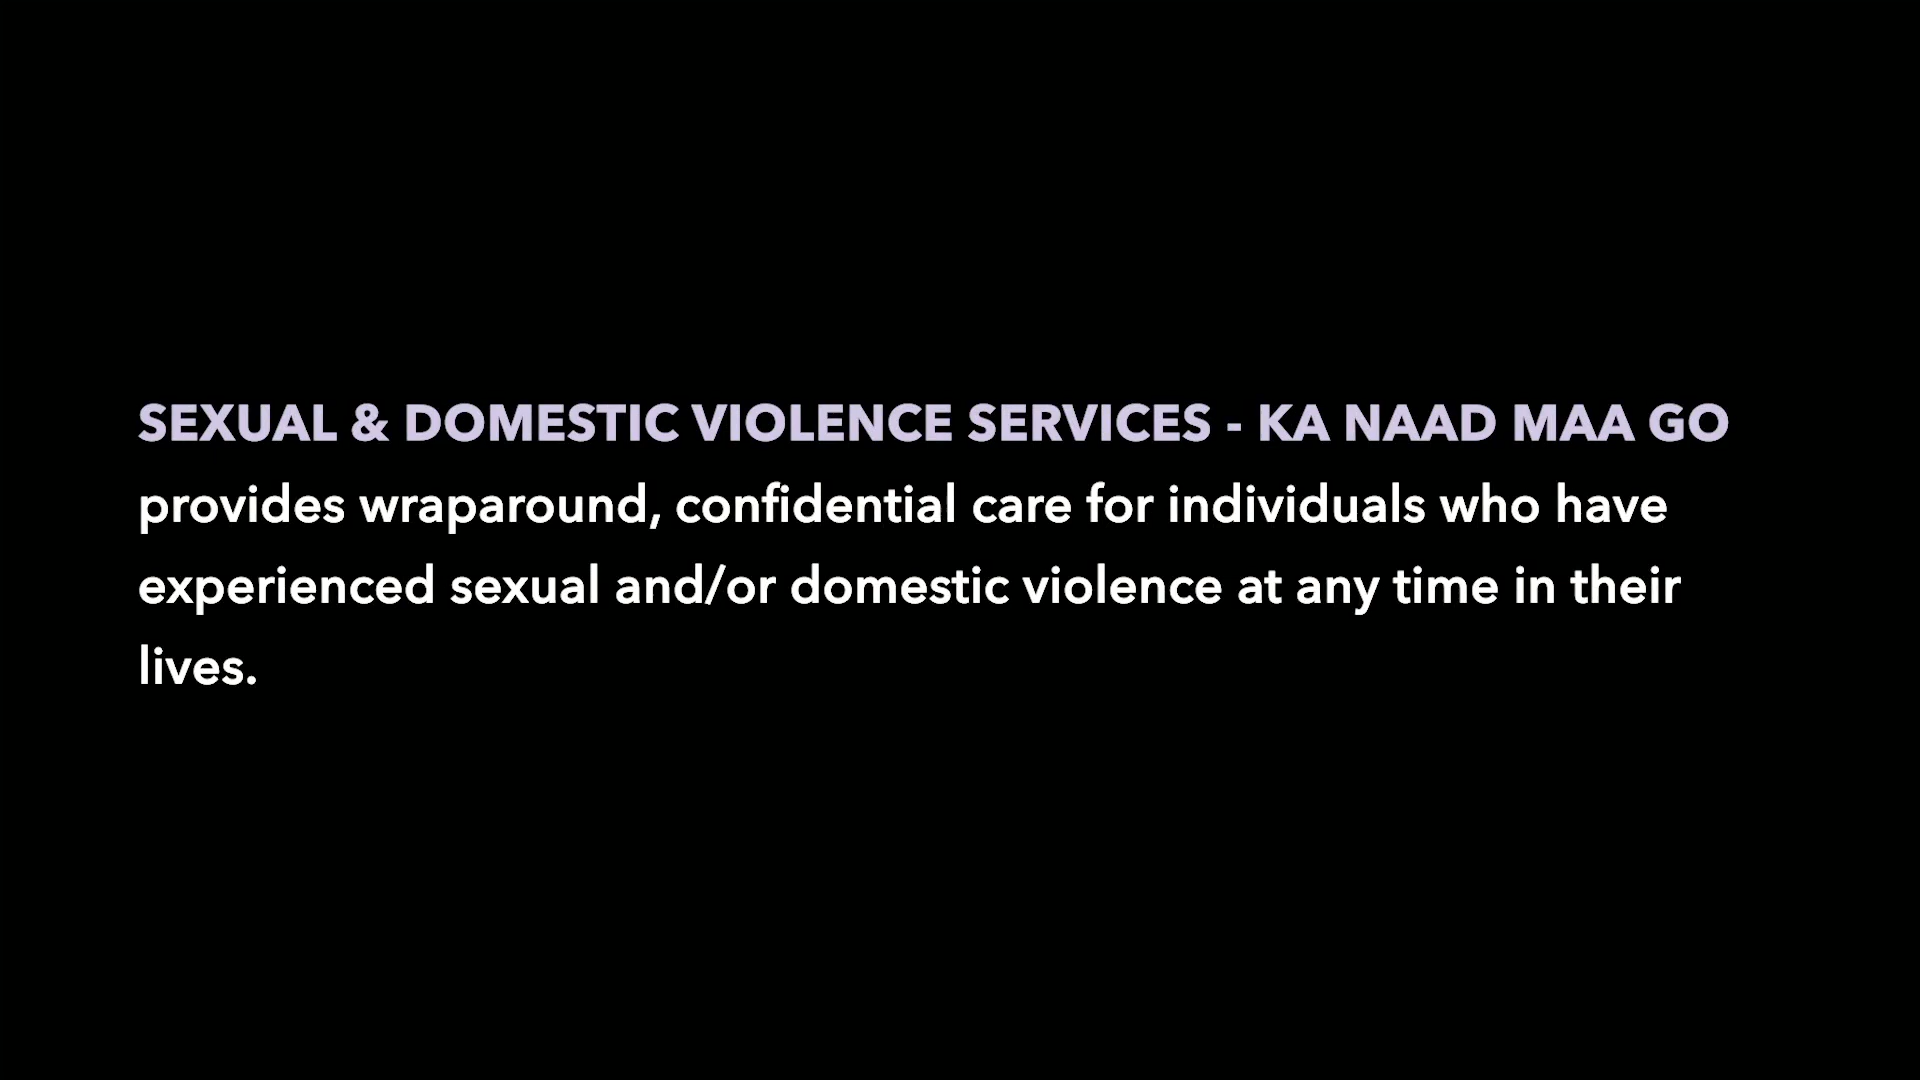 SEXUAL & DOMESTIC VIOLENCE SERVICES - KA NAAD MAA GO
provides wraparound, confidential care for individuals who have
experienced sexual and/or domestic violence at any time in their
lives.